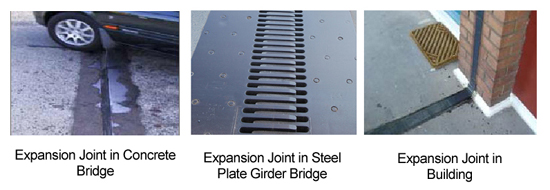 Expansion Joint in Concrete
Bridge
Expansion Joint in Steel
Plate Girder Bridge
Expansion Joint in
Building